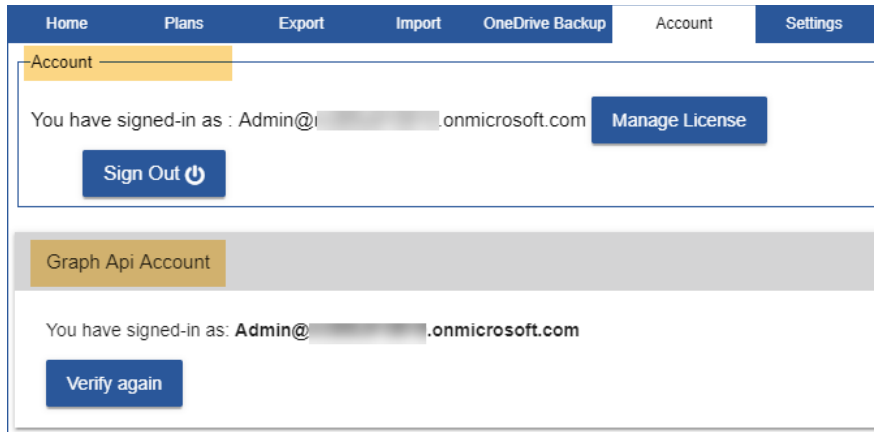 Home Plans Export Import OneDrive Backup Account Settings
Account
You have signed-in as : Admin@ .onmicrosoft.com Manage License
Sign Out
Graph Api Account
You have signed-in as: Admin@ .onmicrosoft.com
Verify again